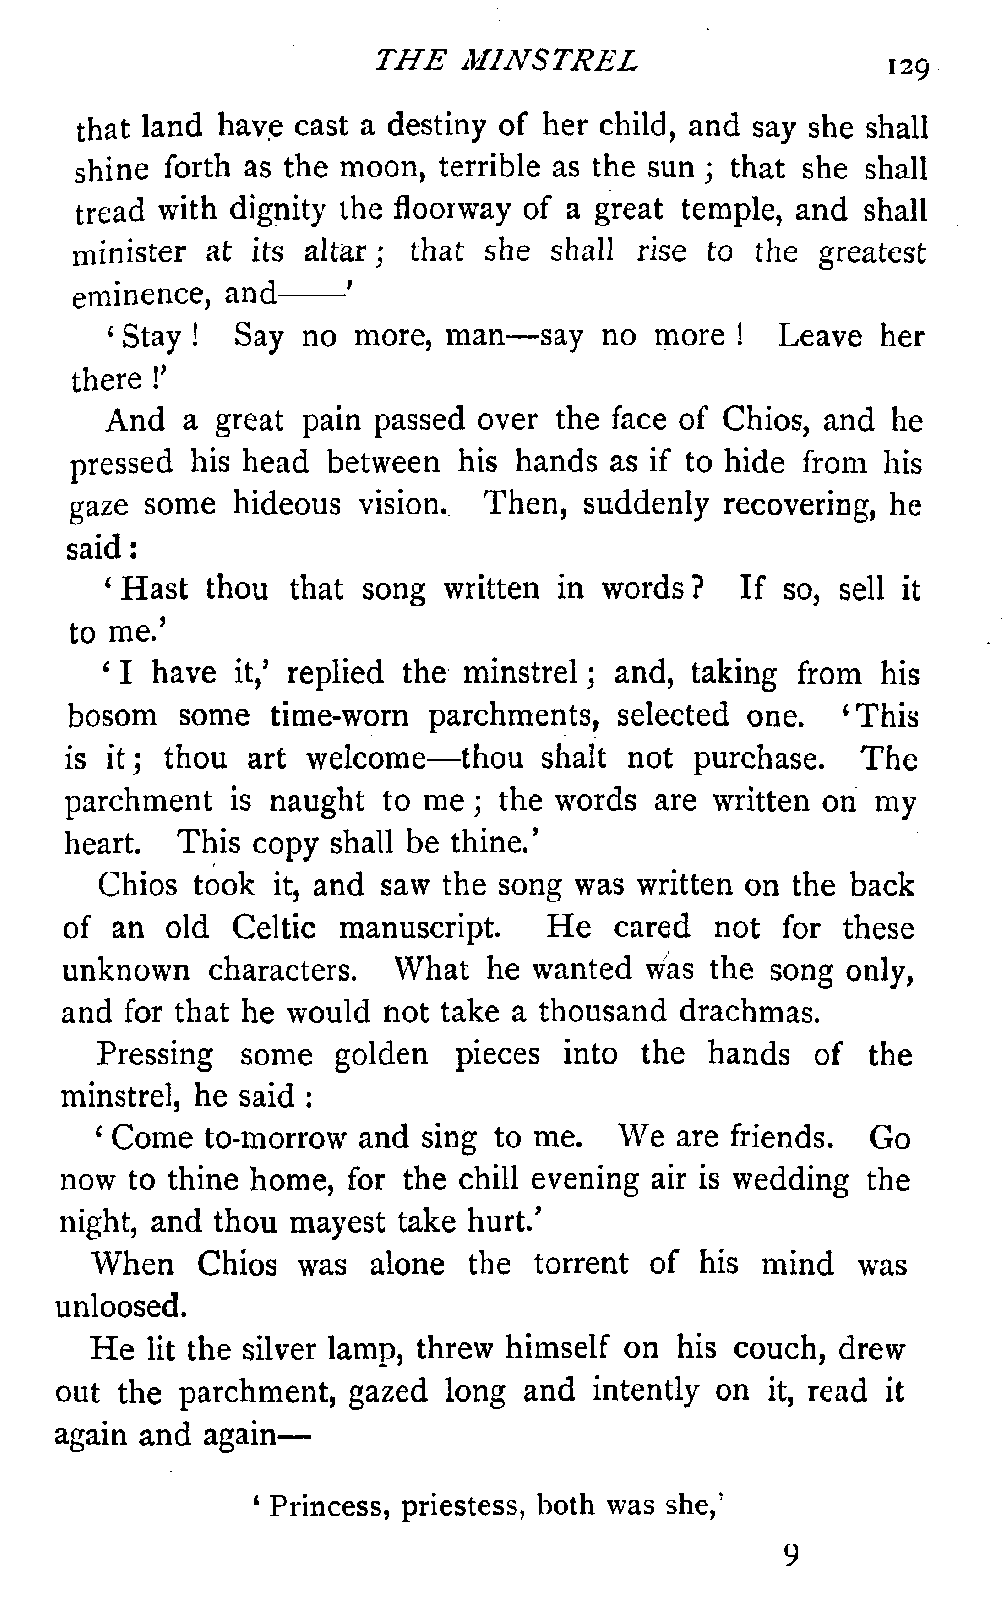 THE MINSTREL 129
that land have cast a destiny of her child, and say she shall
shine forth as the moon, terrible as the sun ; that she shall
tread with dignity the floorway of a great temple, and shall
minister at its altar ; that she shall rise to the greatest
eminence, and——'
‘ Stay ! Say no more, man—say no more ! Leave her
there !’
And a great pain passed over the face of Chios, and he
pressed his head between his hands as if to hide from his
gaze some hideous vision. Then, suddenly recovering, he
said :
‘ Hast thou that song written in words ? If so, sell it
to me.’
‘ I have it,’ replied the minstrel ; and, taking from his
bosom some time-worn parchments, selected one. ‘This
is it ; thou art welcome—thou shalt not purchase. The
parchment is naught to me ; the words are written on my
heart. This copy shall be thine.’
Chios took it, and saw the song was written on the back
of an old Celtic manuscript. He cared not for these
unknown characters. What he wanted was the song only,
and for that he would not take a thousand drachmas.
Pressing some golden pieces into the hands of the
minstrel, he said :
‘ Come to-morrow and sing to me. We are friends. Go
now to thine home, for the chill evening air is wedding the
night, and thou mayest take hurt.’
When Chios was alone the torrent of his mind was
unloosed.
He lit the silver lamp, threw himself on his couch, drew
out the parchment, gazed long and intently on it, read it
again and again—
‘ Princess, priestess, both was she,’
9